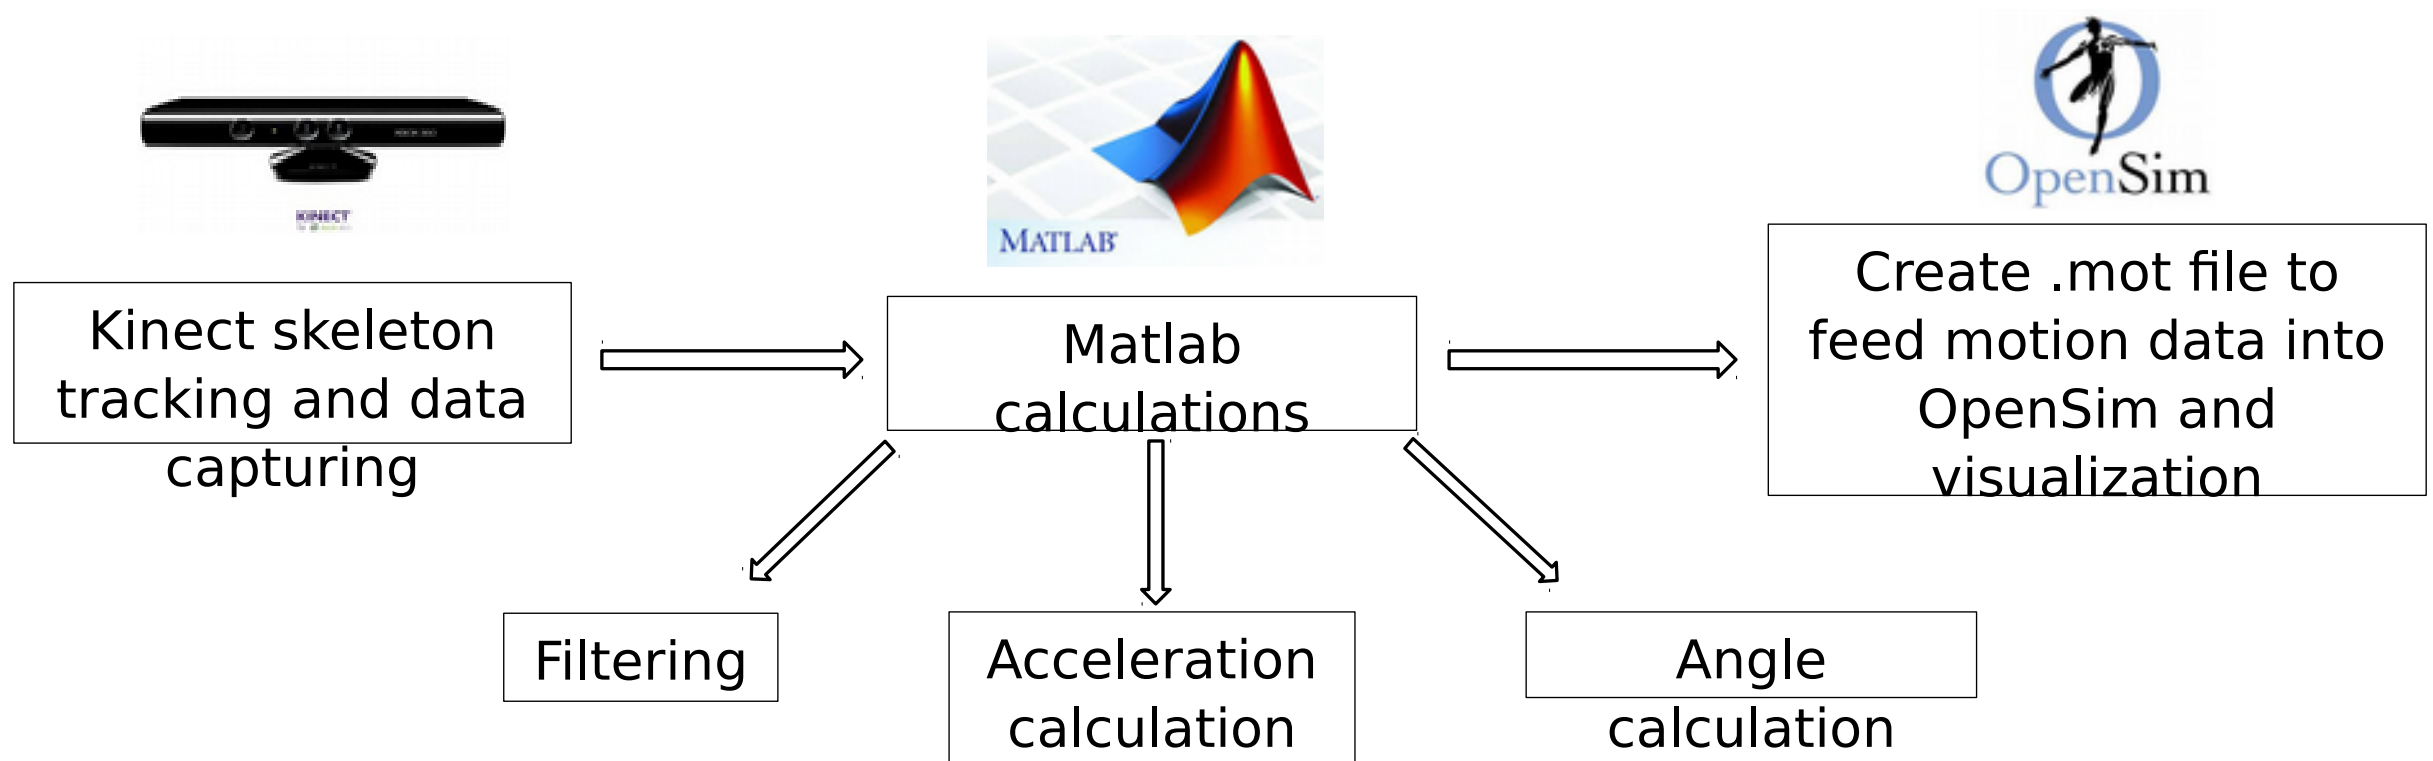 KINECT
MATLAB
OpenSim
Kinect skeleton
tracking and data
capturing
Matlab
calculations
Create .mot file to
feed motion data into
OpenSim and
visualization
Filtering
Acceleration
calculation
Angle
calculation